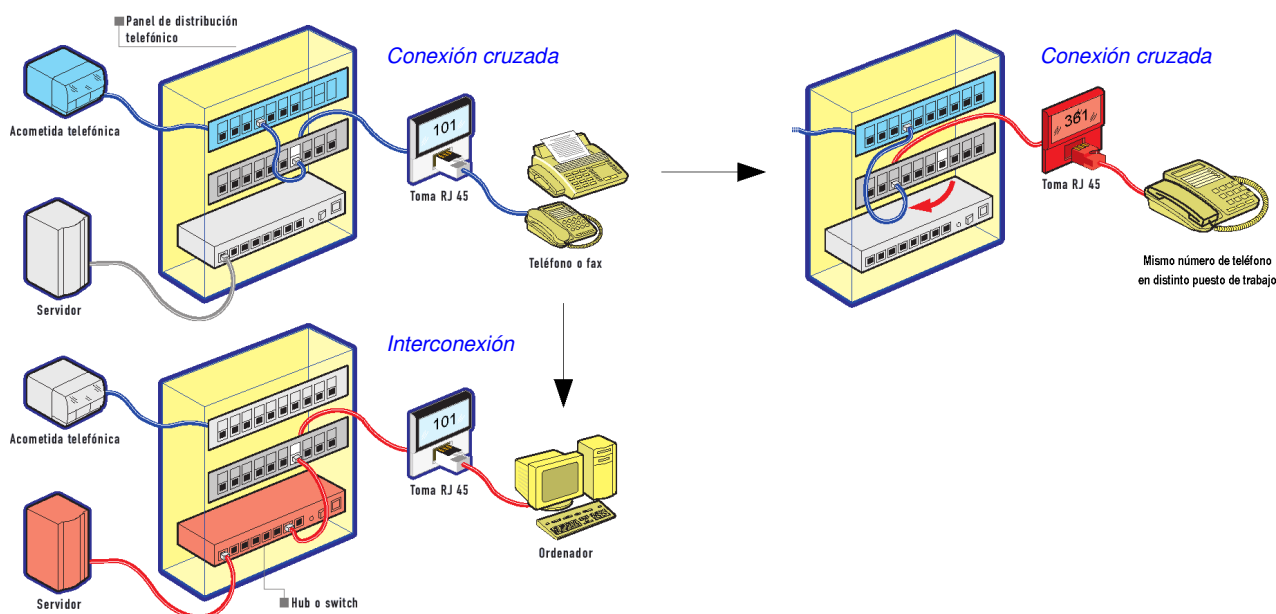 Panel de distribución
telefónico
Conexión cruzada
Acometida telefónica
101
Toma RJ 45
Teléfono o fax
Servidor
Conexión cruzada
361
Toma RJ 45
Mismo número de teléfono
en distinto puesto de trabajo
Interconexión
Acometida telefónica
101
Toma RJ 45
Ordenador
Servidor
Hub o switch